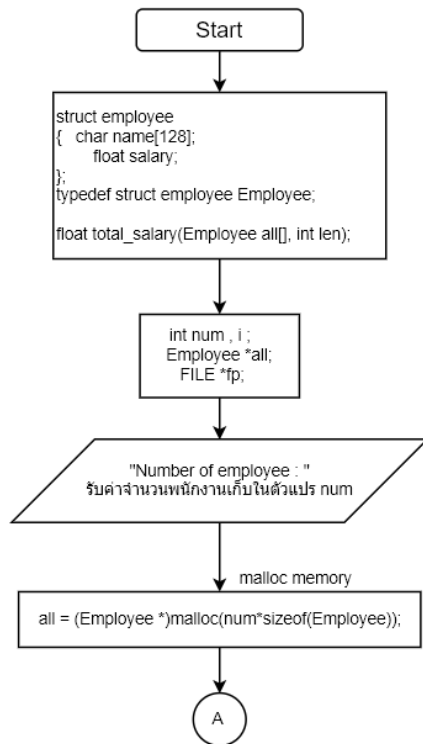 Start
struct employee
{ char name[128];
float salary;
};
typedef struct employee Employee;
float total_salary(Employee all[], int len);
int num , i ;
Employee *all;
FILE *fp;
"Number of employee : "
รับค่าจำนวนพนักงานเก็บในตัวแปร num
malloc memory
all = (Employee *)malloc(num*sizeof(Employee));
A